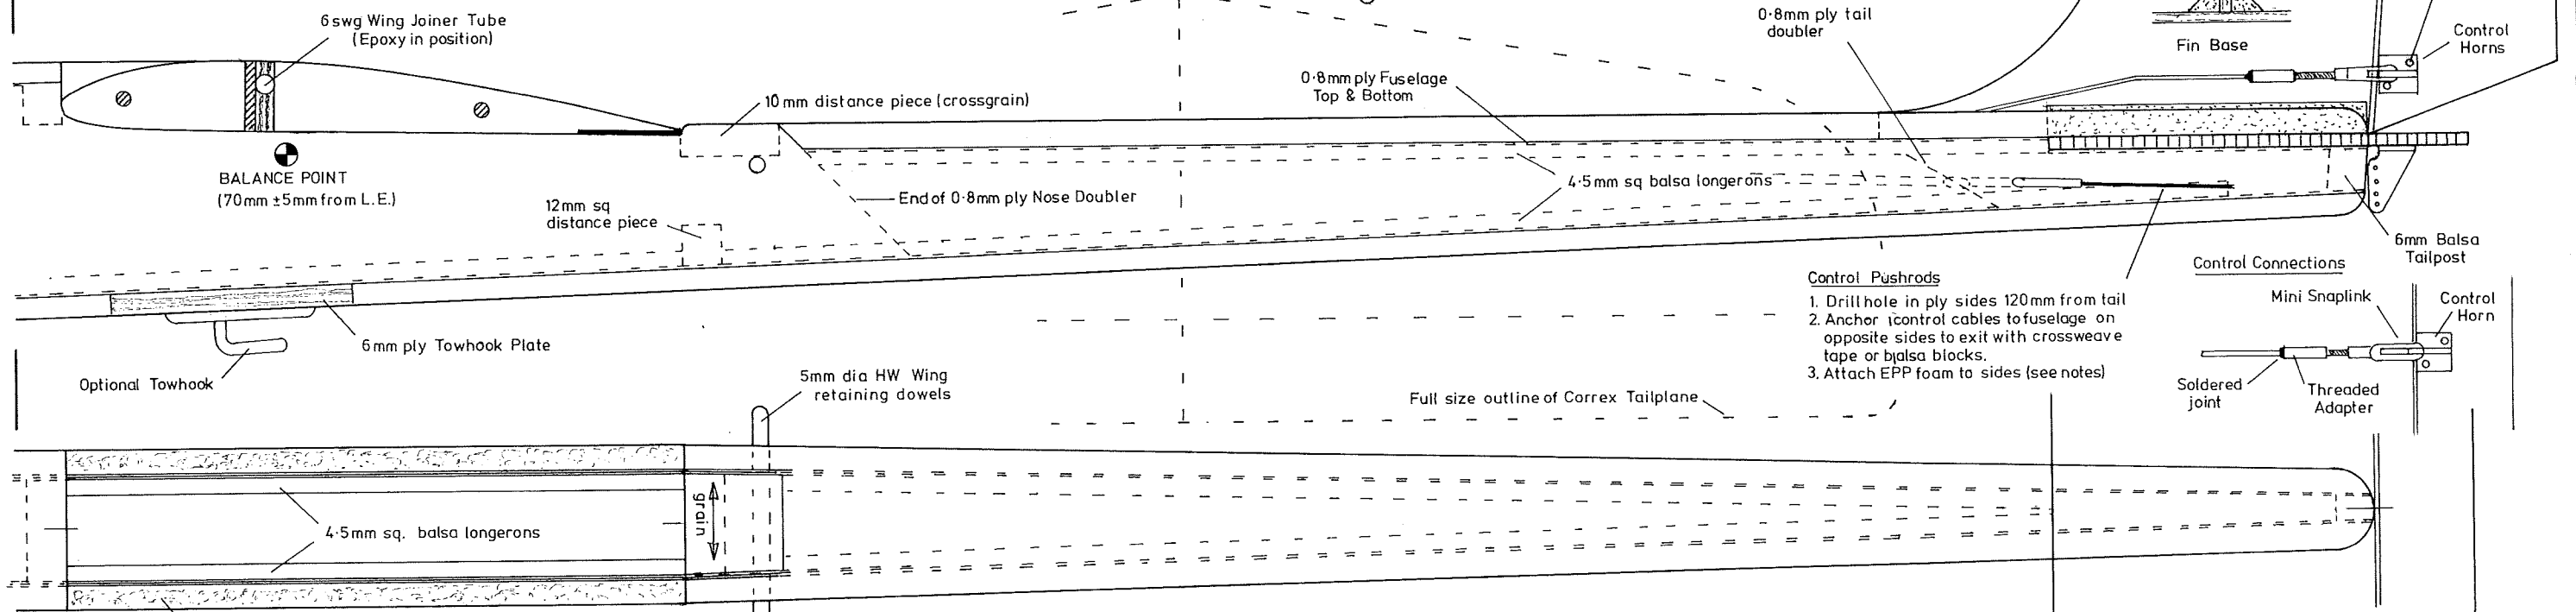 6swg Wing Joiner Tube
(Epoxy in position)
0·8mm ply tail
doubler
Fin Base
Control
Horns
0·8mm ply Fuselage
Top & Bottom
10mm distance piece (crossgrain)
BALANCE POINT
(70mm ±5mm from L.E.)
End of 0·8mm ply Nose Doubler
4·5mm sq balsa longerons
12mm sq
distance piece
6mm Balsa
Tailpost
Control Connections
Control Pushrods
1. Drill hole in ply sides 120mm from tail
2. Anchor control cables to fuselage on
opposite sides to exit with crossweave
tape or balsa blocks.
3. Attach EPP foam to sides (see notes)
Mini Snaplink
Control
Horn
6mm ply Towhook Plate
Optional Towhook
5mm dia HW Wing
retaining dowels
Full size outline of Correx Tailplane
Soldered
joint
Threaded
Adapter
grain
4·5mm sq. balsa longerons